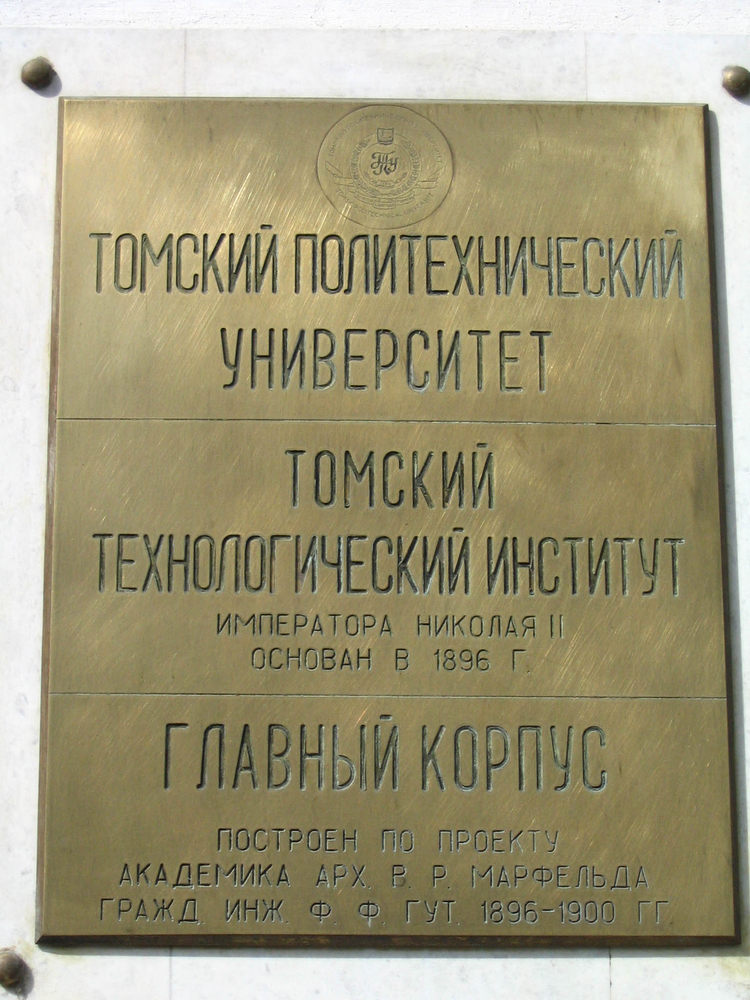 ТПУ
ТОМСКИЙ ПОЛИТЕХНИЧЕСКИЙ
УНИВЕРСИТЕТ
ТОМСКИЙ
ТЕХНОЛОГИЧЕСКИЙ ИНСТИТУТ
ИМПЕРАТОРА НИКОЛАЯ II
ОСНОВАН В 1896 Г.
ГЛАВНЫЙ КОРПУС
ПОСТРОЕН ПО ПРОЕКТУ
АКАДЕМИКА АРХ. В. Р. МАРФЕЛЬДА
ГРАЖД. ИНЖ. Ф. Ф. ГУТ. 1896-1900 ГГ.